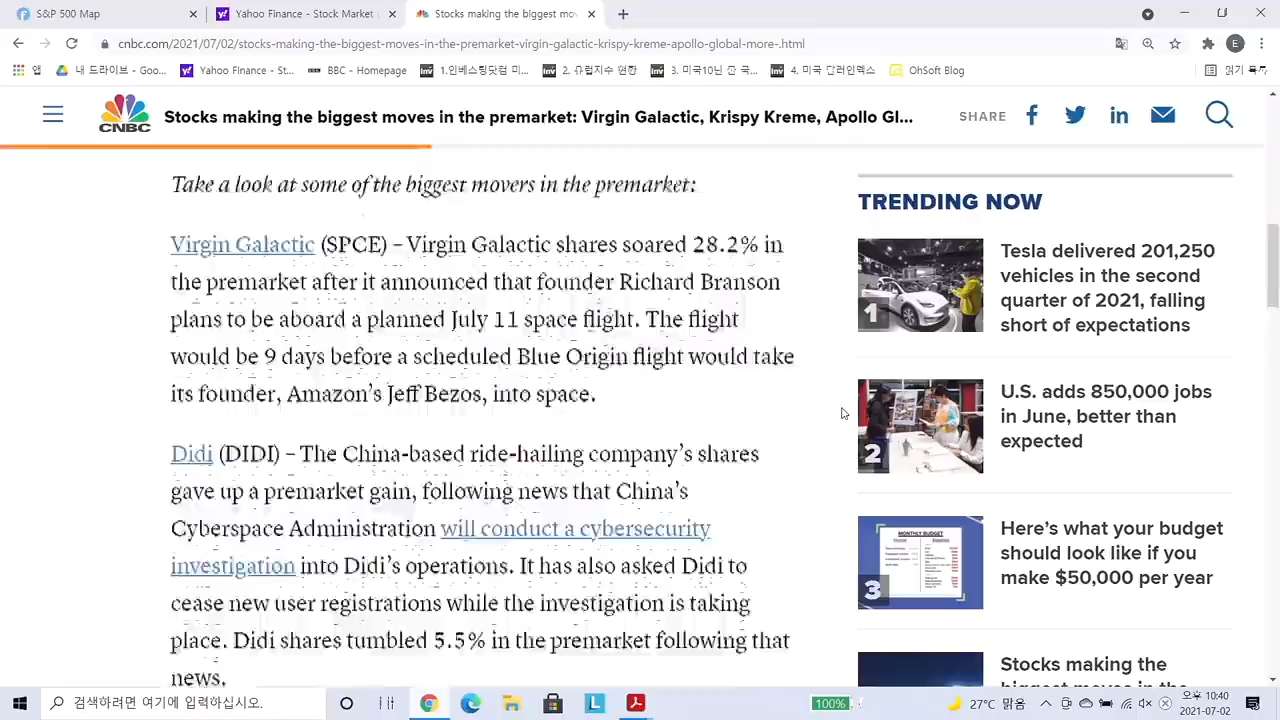 S&P 500 Map
Yahoo Finance - Stock Market
Stocks making the biggest mov
cnbc.com/2021/07/02/stocks-making-the-biggest-moves-in-the-premarket-virgin-galactic-krispy-kreme-apollo-global-more-.html
E
앱
내 드라이브 - Goo...
Yahoo Finance - St...
BBC - Homepage
1.인베스팅닷컴 미...
2. 유럽지수 현황
3. 미국10년 만 국...
OhSoft Blog
CNBC
Stocks making the biggest moves in the premarket: Virgin Galactic, Krispy Kreme, Apollo Gl...
SHARE
Take a look at some of the biggest movers in the premarket:
Virgin Galactic (SPCE) – Virgin Galactic shares soared 28.2% in
the premarket after it announced that founder Richard Branson
plans to be aboard a planned July 11 space flight. The flight
would be 9 days before a scheduled Blue Origin flight would take
its founder, Amazon's Jeff Bezos, into space.
Didi (DIDI) – The China-based ride-hailing company's shares
gave up a premarket gain, following news that China's
Cyberspace Administration will conduct a cybersecurity
investigation into Didi's operations. It has also asked Didi to
cease new user registrations while the investigation is taking
place. Didi shares tumbled 5.5% in the premarket following that
news.
TRENDING NOW
1
Tesla delivered 201,250
vehicles in the second
quarter of 2021, falling
short of expectations
2
U.S. adds 850,000 jobs
in June, better than
expected
MONTHLY BUDGET
3
Here's what your budget
should look like if you
make $50,000 per year
Stocks making the
biggest moves in the
검색하려면 여기에 입력하십시오.
100%
27°C 맑음
오후 10:40
2021-07-02